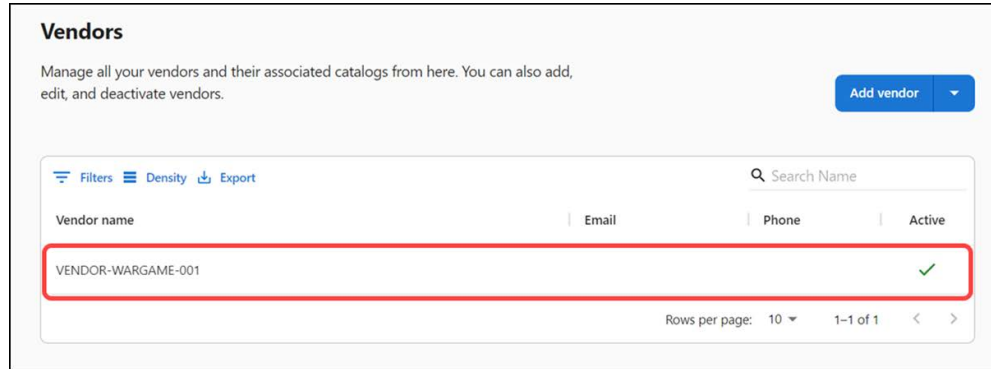 Vendors
Manage all your vendors and their associated catalogs from here. You can also add,
edit, and deactivate vendors.
Add vendor
Filters Density Export Search Name
Vendor name Email Phone Active
VENDOR-WARGAME-001
Rows per page: 10 1–1 of 1